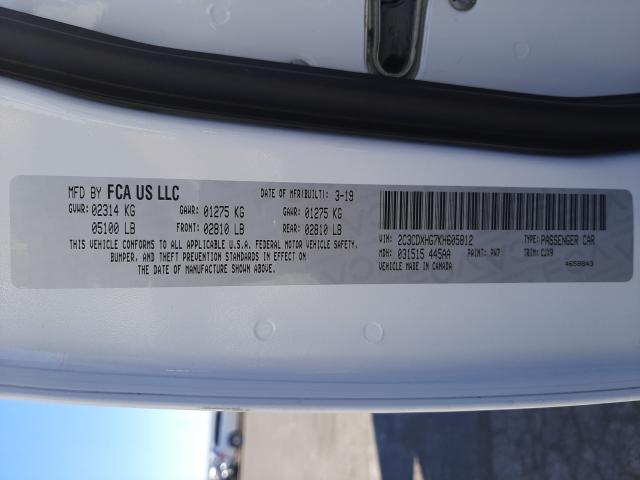 MFD BY FCA US LLC DATE OF MFR(BUILT): 3-19
GVWR: 02314 KG GAWR: 01275 KG GAWR: 01275 KG
05100 LB FRONT: 02810 LB REAR: 02810 LB
THIS VEHICLE CONFORMS TO ALL APPLICABLE U.S.A. FEDERAL MOTOR VEHICLE SAFETY,
BUMPER, AND THEFT PREVENTION STANDARDS IN EFFECT ON
THE DATE OF MANUFACTURE SHOWN ABOVE.
VIN: 2C3CDXHG7KH605812 TYPE: PASSENGER CAR
MDH: 031515 445AA PAINT: PW7 TRIM: CJX9
VEHICLE MADE IN CANADA 4658843